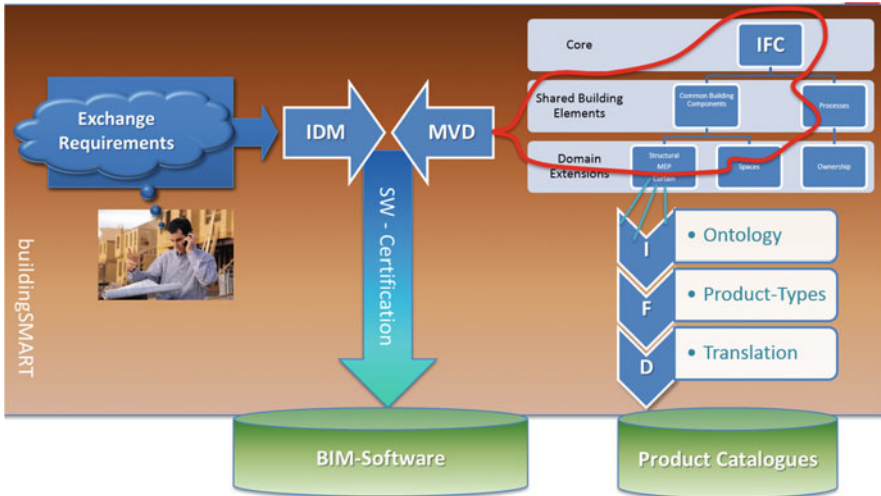 Core
IFC
Shared Building
Elements
Common Building
Components
Processes
Domain
Extensions
Structural
MEP
Curtain
Spaces
Ownership
Exchange
Requirements
IDM
MVD
SW - Certification
buildingSMART
I
• Ontology
F
• Product-Types
D
• Translation
BIM-Software
Product Catalogues